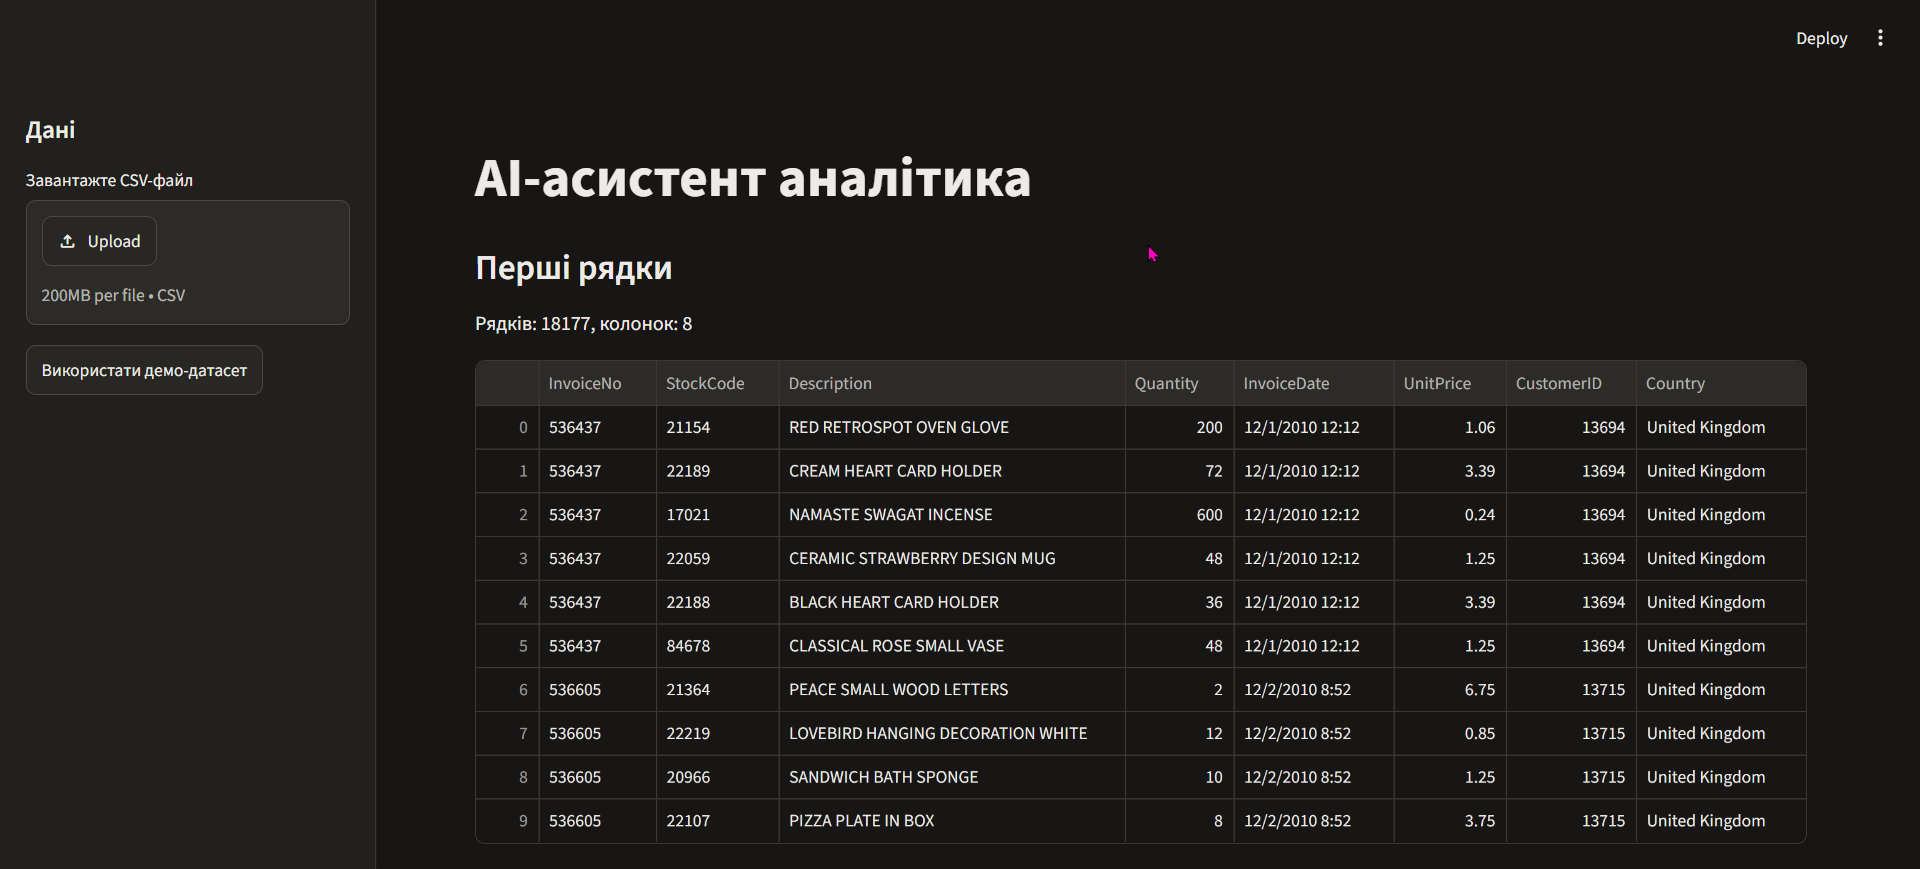 Deploy
Дані
Завантажте CSV-файл
Upload
200MB per file • CSV
Використати демо-датасет
AI-асистент аналітика
Перші рядки
Рядків: 18177, колонок: 8
InvoiceNo StockCode Description Quantity InvoiceDate UnitPrice CustomerID Country
0 536437 21154 RED RETROSPOT OVEN GLOVE 200 12/1/2010 12:12 1.06 13694 United Kingdom
1 536437 22189 CREAM HEART CARD HOLDER 72 12/1/2010 12:12 3.39 13694 United Kingdom
2 536437 17021 NAMASTE SWAGAT INCENSE 600 12/1/2010 12:12 0.24 13694 United Kingdom
3 536437 22059 CERAMIC STRAWBERRY DESIGN MUG 48 12/1/2010 12:12 1.25 13694 United Kingdom
4 536437 22188 BLACK HEART CARD HOLDER 36 12/1/2010 12:12 3.39 13694 United Kingdom
5 536437 84678 CLASSICAL ROSE SMALL VASE 48 12/1/2010 12:12 1.25 13694 United Kingdom
6 536605 21364 PEACE SMALL WOOD LETTERS 2 12/2/2010 8:52 6.75 13715 United Kingdom
7 536605 22219 LOVEBIRD HANGING DECORATION WHITE 12 12/2/2010 8:52 0.85 13715 United Kingdom
8 536605 20966 SANDWICH BATH SPONGE 10 12/2/2010 8:52 1.25 13715 United Kingdom
9 536605 22107 PIZZA PLATE IN BOX 8 12/2/2010 8:52 3.75 13715 United Kingdom